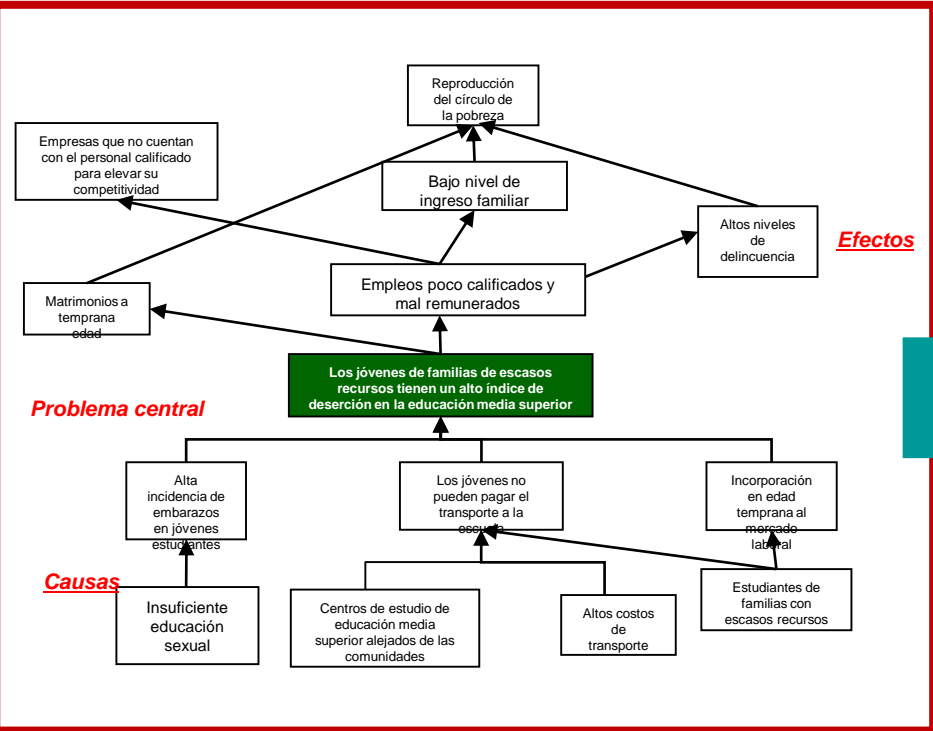 Reproducción
del círculo de
la pobreza
Empresas que no cuentan
con el personal calificado
para elevar su
competitividad
Bajo nivel de
ingreso familiar
Altos niveles
de
delincuencia
Efectos
Empleos poco calificados y
mal remunerados
Matrimonios a
temprana
edad
Los jóvenes de familias de escasos
recursos tienen un alto índice de
deserción en la educación media superior
Problema central
Alta
incidencia de
embarazos
en jóvenes
estudiantes
Los jóvenes no
pueden pagar el
transporte a la
escuela
Incorporación
en edad
temprana al
mercado
laboral
Causas
Insuficiente
educación
sexual
Centros de estudio de
educación media
superior alejados de las
comunidades
Altos costos
de
transporte
Estudiantes de
familias con
escasos recursos